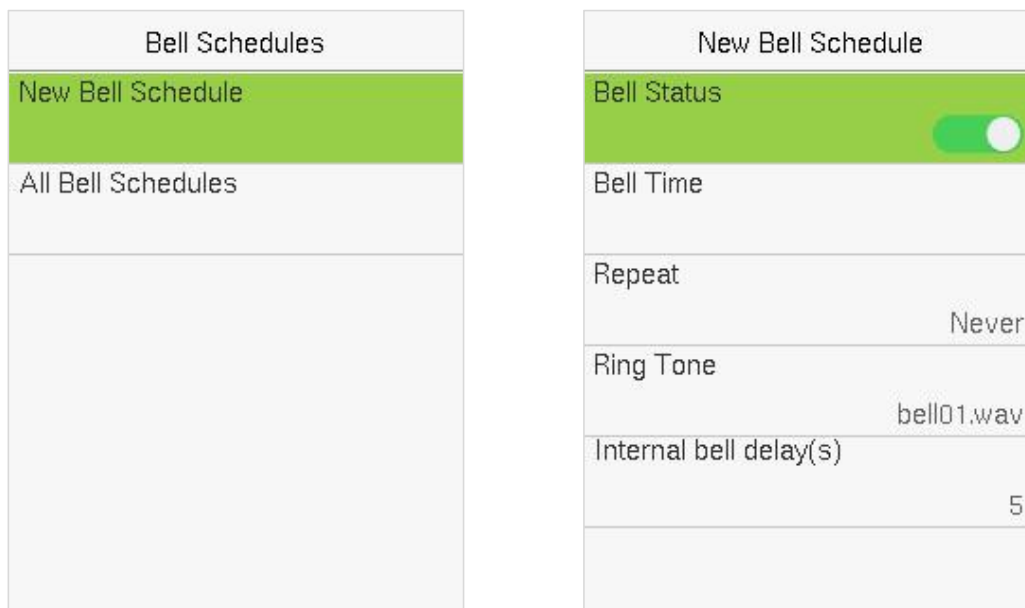 Bell Schedules
New Bell Schedule
All Bell Schedules
New Bell Schedule
Bell Status
Bell Time
Repeat
Never
Ring Tone
bell01.wav
Internal bell delay(s)
5